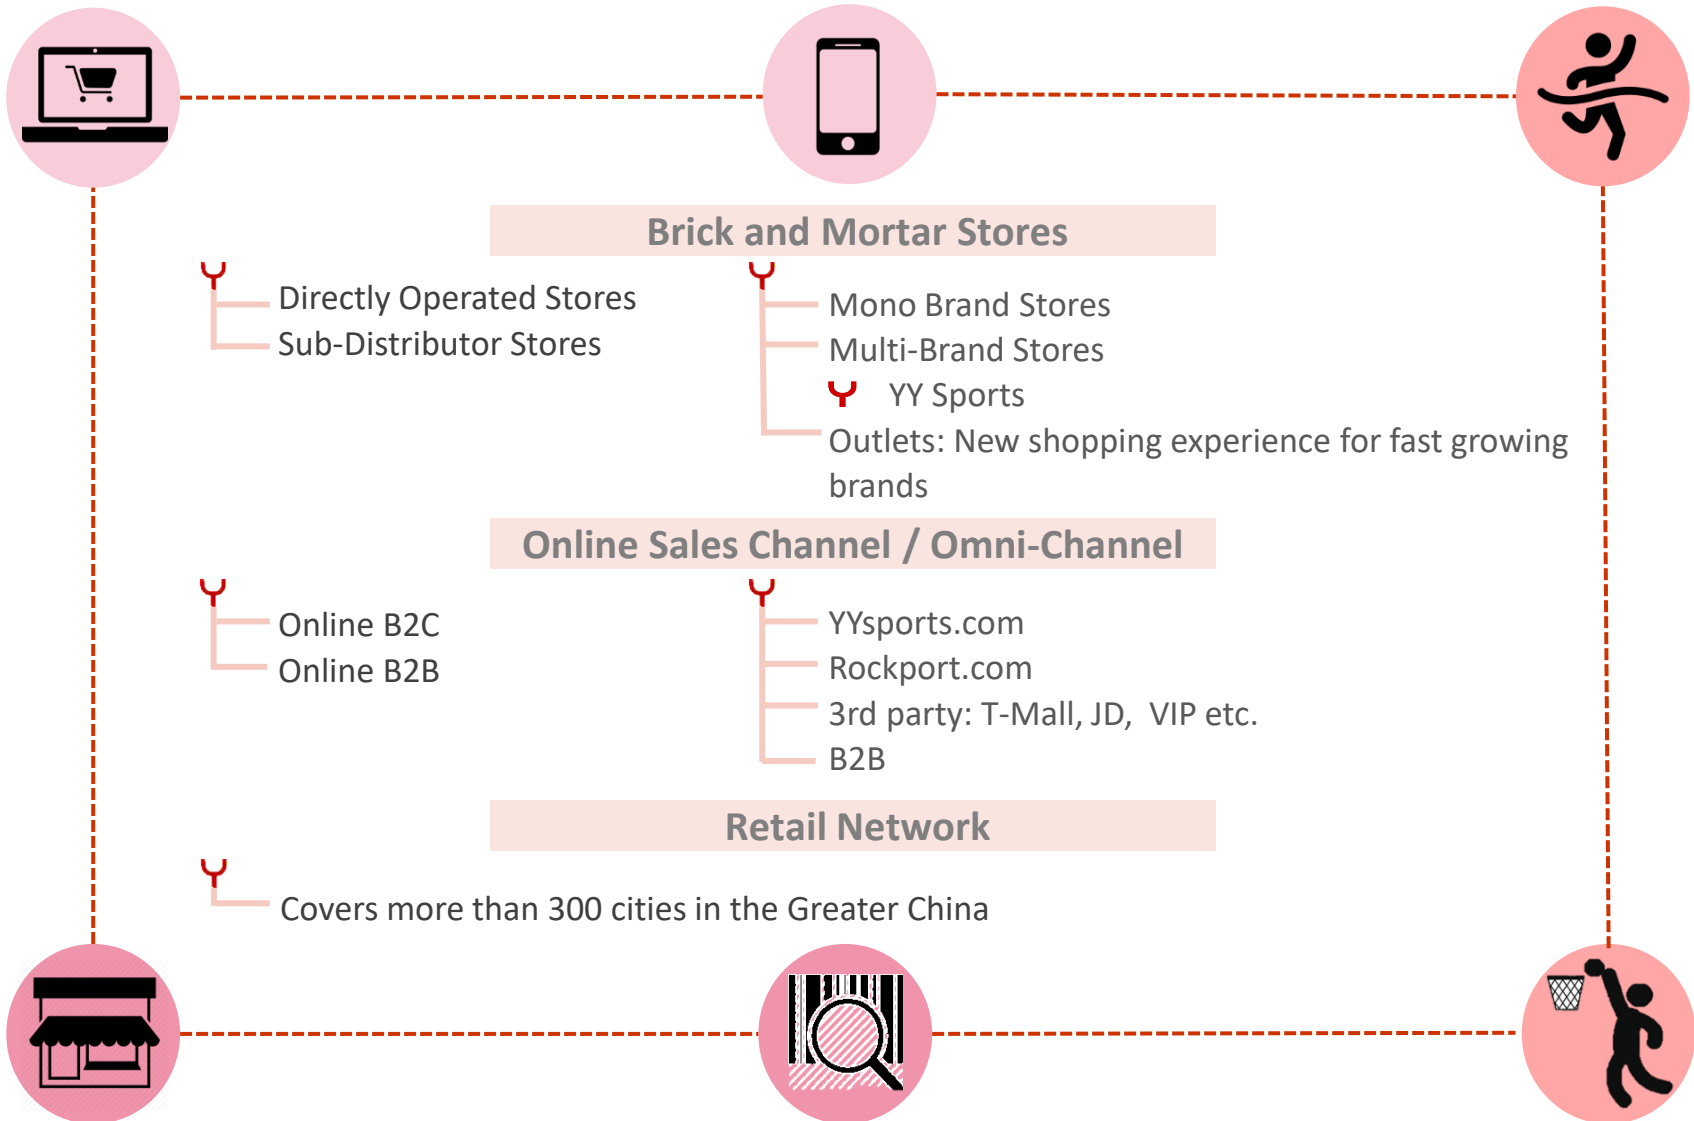 Brick and Mortar Stores
Directly Operated Stores
Sub-Distributor Stores
Mono Brand Stores
Multi-Brand Stores
YY Sports
Outlets: New shopping experience for fast growing
brands
Online Sales Channel / Omni-Channel
Online B2C
Online B2B
YYsports.com
Rockport.com
3rd party: T-Mall, JD,  VIP etc.
B2B
Retail Network
Covers more than 300 cities in the Greater China